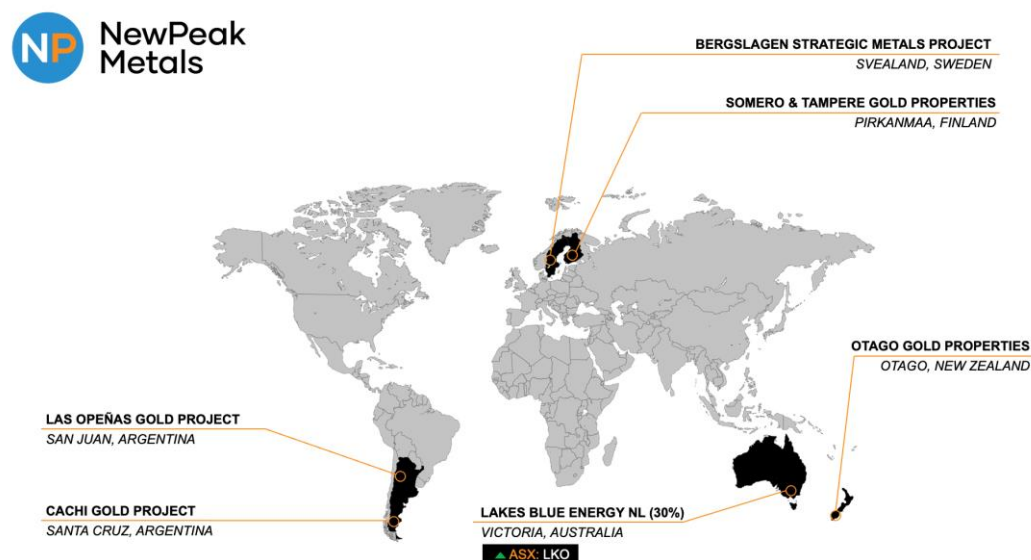 NP
NewPeak
Metals
BERGSLAGEN STRATEGIC METALS PROJECT
SVEALAND, SWEDEN
SOMERO & TAMPERE GOLD PROPERTIES
PIRKANMAA, FINLAND
OTAGO GOLD PROPERTIES
OTAGO, NEW ZEALAND
LAS OPEÑAS GOLD PROJECT
SAN JUAN, ARGENTINA
CACHI GOLD PROJECT
SANTA CRUZ, ARGENTINA
LAKES BLUE ENERGY NL (30%)
VICTORIA, AUSTRALIA
ASX: LKO